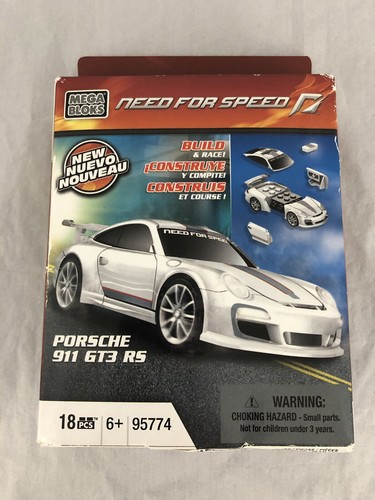 MEGA
BLOKS
NEED FOR SPEED
NEW
NUEVO
NOUVEAU
BUILD
& RACE!
¡CONSTRUYE
Y COMPITE!
CONSTRUIS
ET COURSE !
NEED FOR SPEED
PORSCHE
911 GT3 RS
18 PCS 6+ 95774
WARNING:
CHOKING HAZARD - Small parts.
Not for children under 3 years.